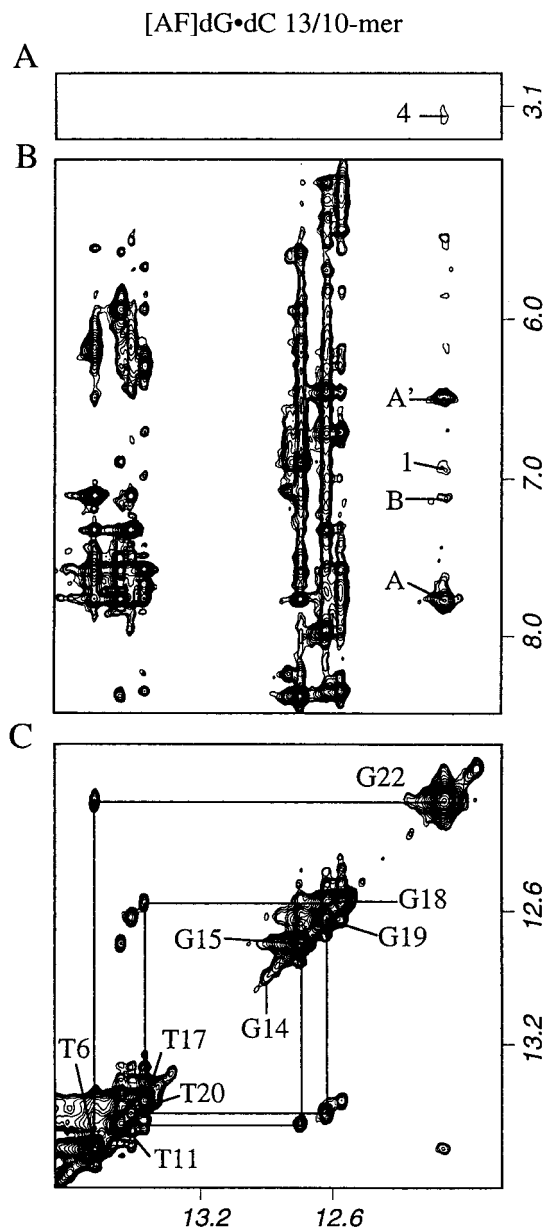 [AF]dG•dC 13/10-mer
A
4
3.1
B
6.0
A'
1
7.0
B
A
8.0
C
G22
G18
12.6
G15
G19
G14
T17
13.2
T6
T20
T11
13.2 12.6